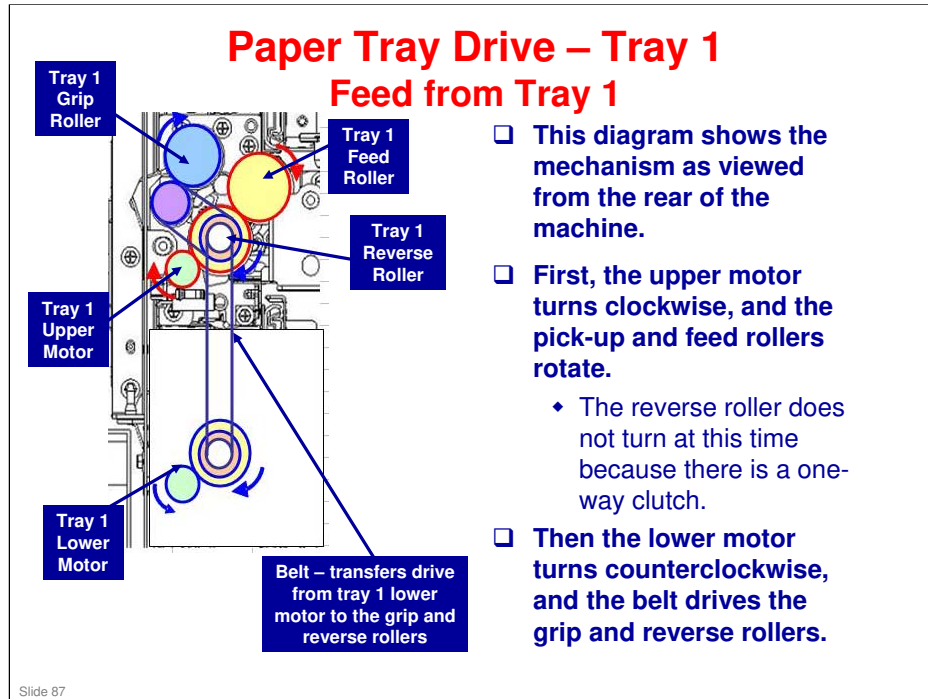 Paper Tray Drive – Tray 1
Feed from Tray 1
Tray 1
Grip
Roller
Tray 1
Feed
Roller
Tray 1
Reverse
Roller
Tray 1
Upper
Motor
Tray 1
Lower
Motor
Belt – transfers drive
from tray 1 lower
motor to the grip and
reverse rollers
❑ This diagram shows the
mechanism as viewed
from the rear of the
machine.
❑ First, the upper motor
turns clockwise, and the
pick-up and feed rollers
rotate.
◆ The reverse roller does
not turn at this time
because there is a one-
way clutch.
❑ Then the lower motor
turns counterclockwise,
and the belt drives the
grip and reverse rollers.
Slide 87